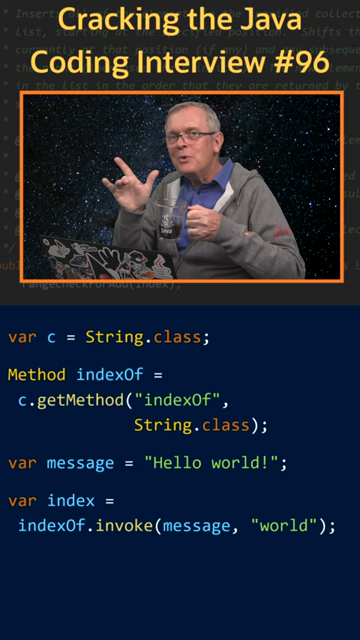 Cracking the Java
Coding Interview #96
var c = String.class;
Method indexOf =
c.getMethod("indexOf",
String.class);
var message = "Hello world!";
var index =
indexOf.invoke(message, "world");